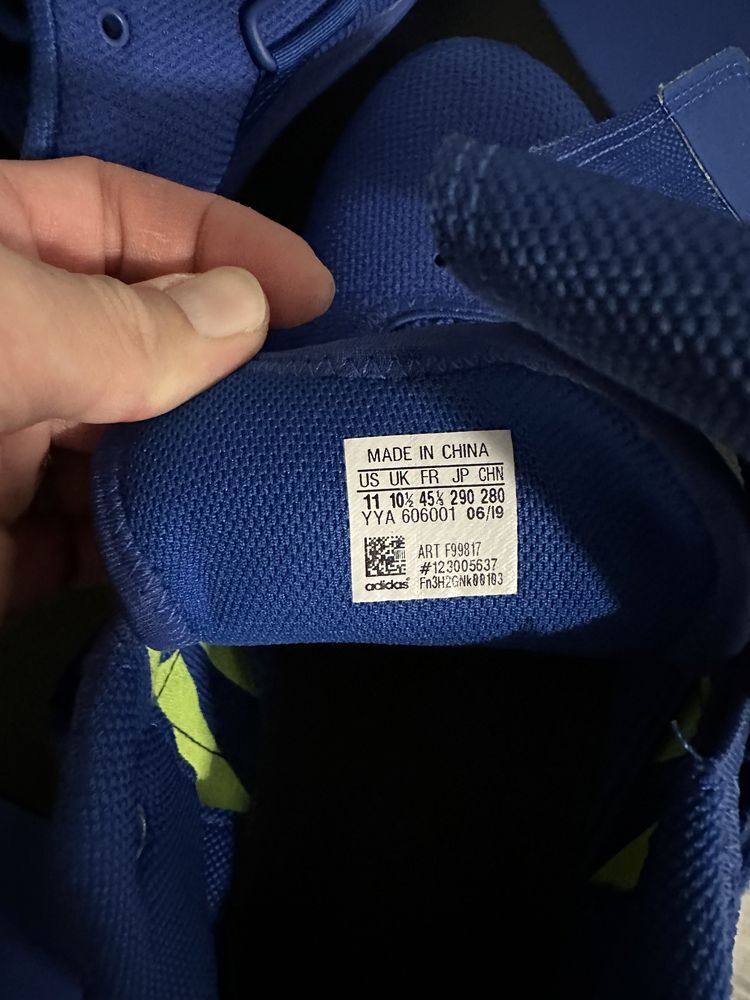 MADE IN CHINA
US UK FR JP CHN
11 10½ 45⅓ 290 280
YYA 606001 06/19
ART F99817
#123005637
adidas Fn3H2GNk00103